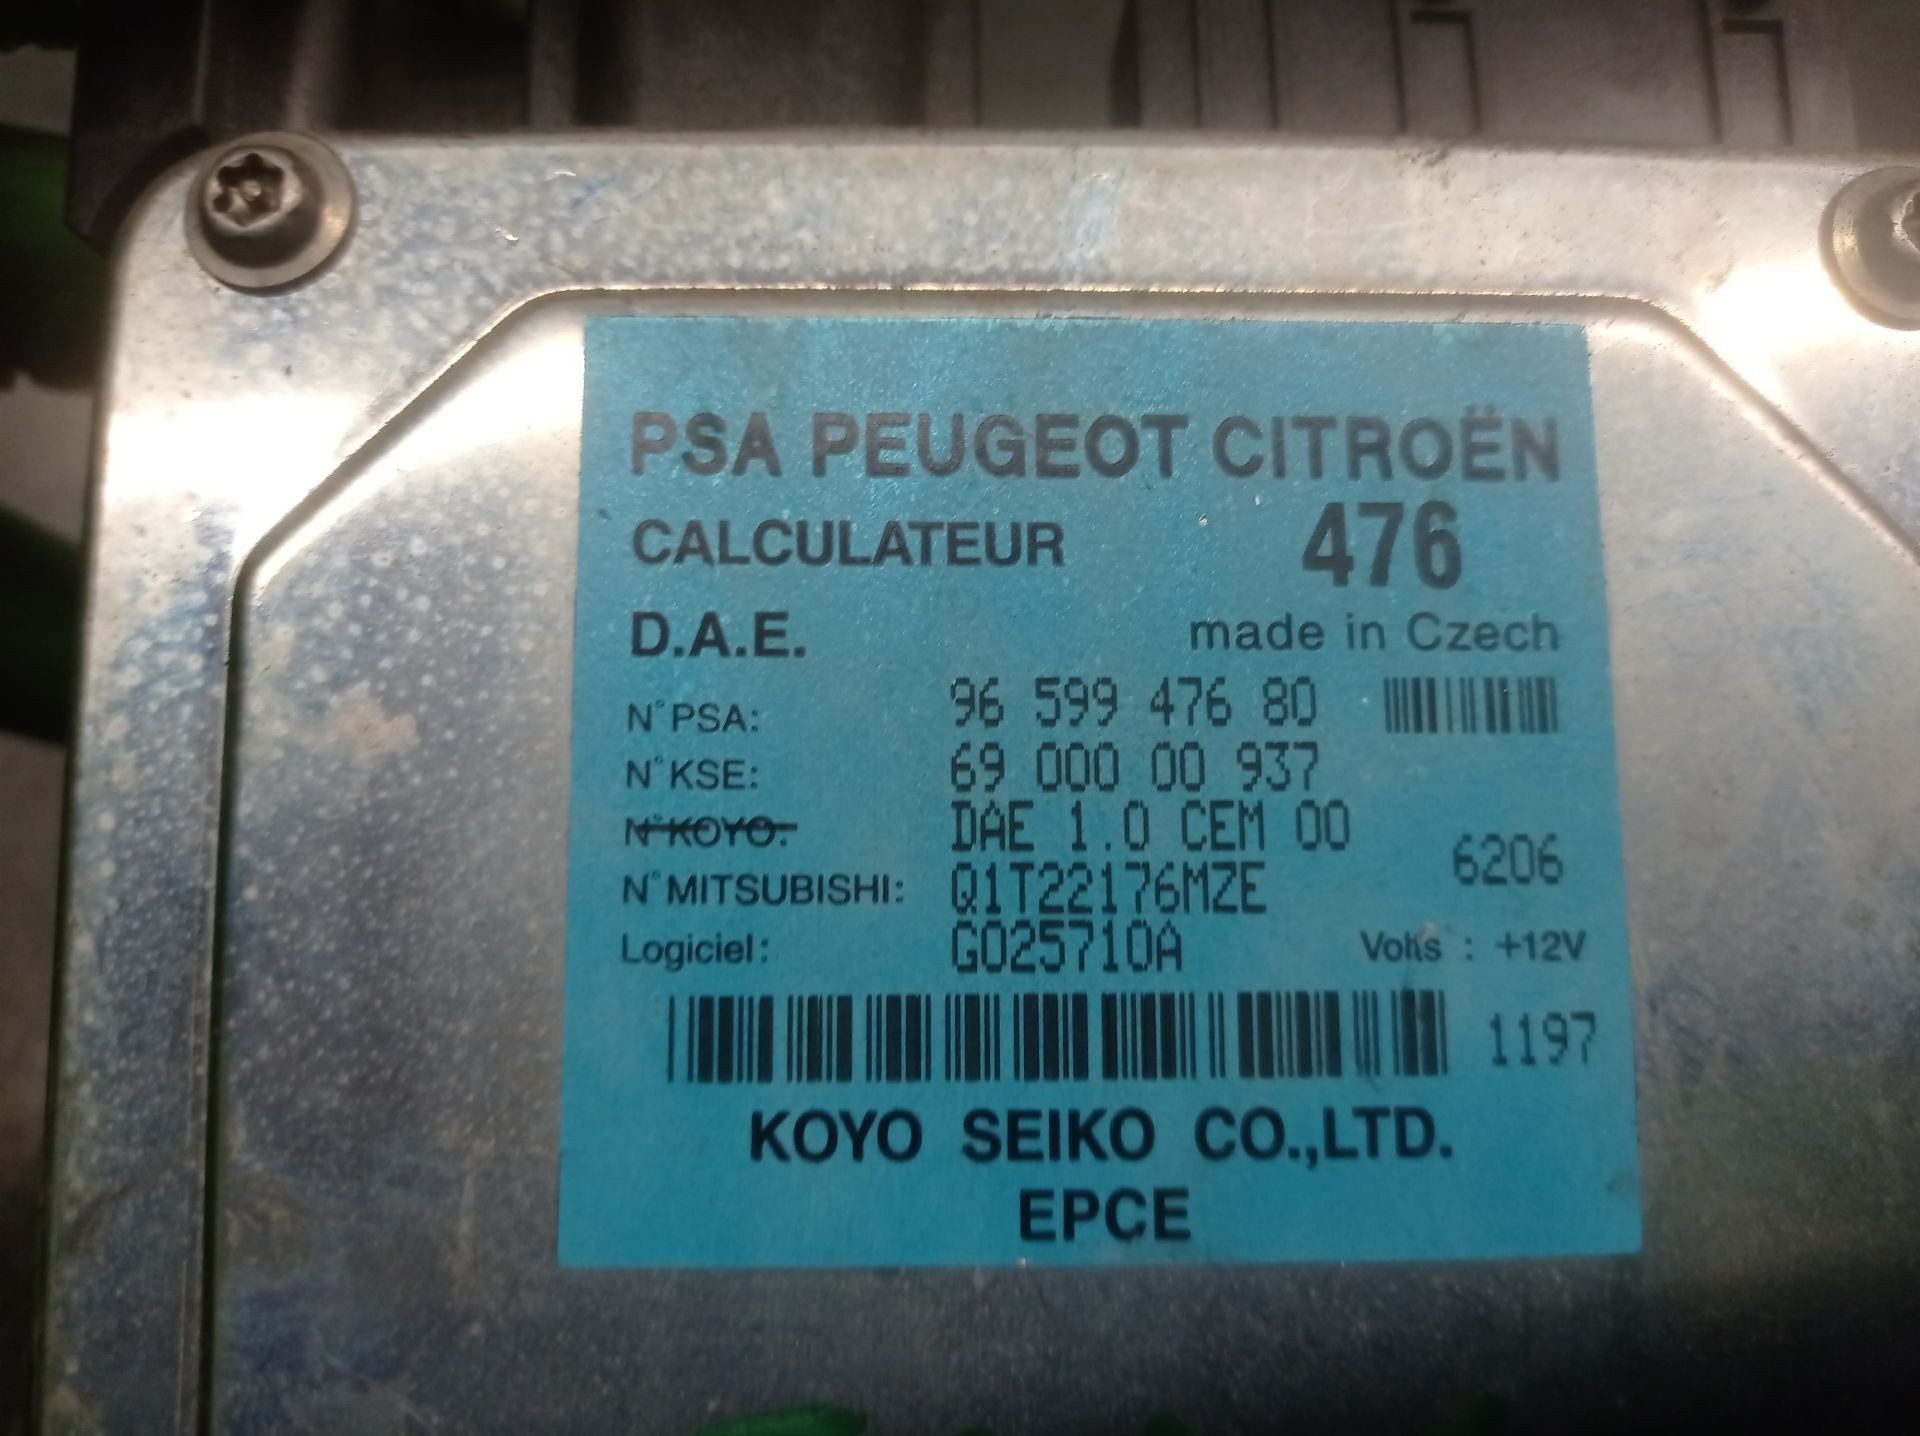 PSA PEUGEOT CITROËN
CALCULATEUR 476
D.A.E. made in Czech
N°PSA: 96 599 476 80
N°KSE: 69 000 00 937
N°KOYO: DAE 1.0 CEM 00
6206
N°MITSUBISHI: Q1T22176MZE
Logiciel: G025710A Volts : +12V
1197
KOYO SEIKO CO.,LTD.
EPCE